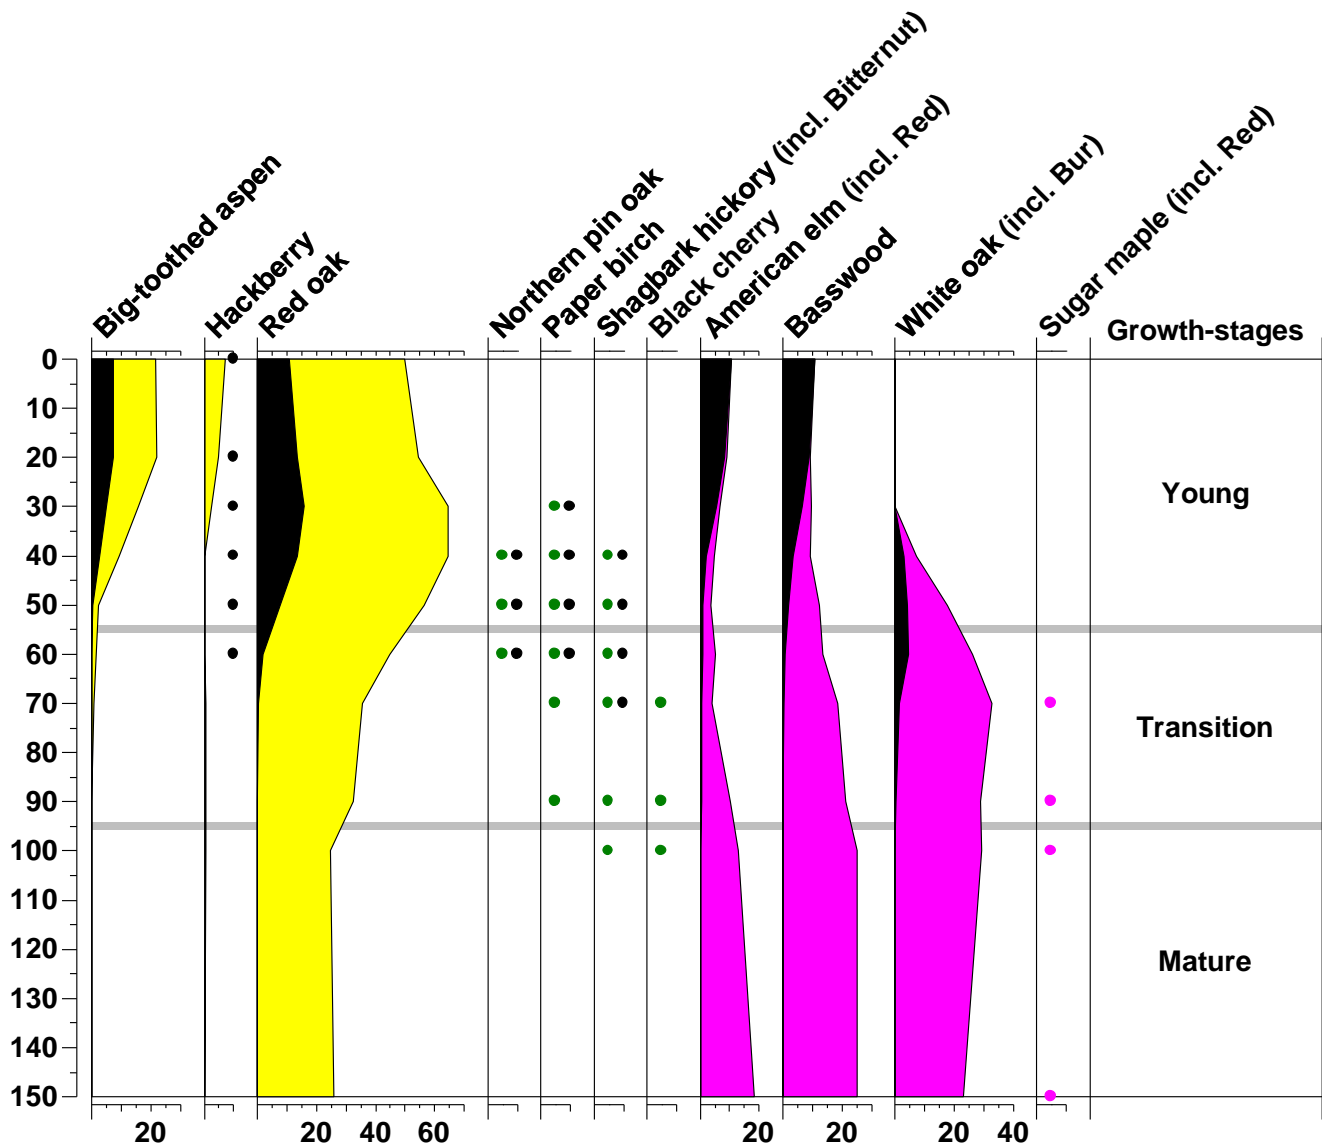 Big-toothed aspen
Hackberry
Red oak
Northern pin oak
Paper birch
Shagbark hickory (incl. Bitternut)
Black cherry
American elm (incl. Red)
Basswood
White oak (incl. Bur)
Sugar maple (incl. Red)
Growth-stages
0
10
20
30
40
50
60
70
80
90
100
110
120
130
140
150
Young
Transition
Mature
20 20 40 60 20 20 20 40